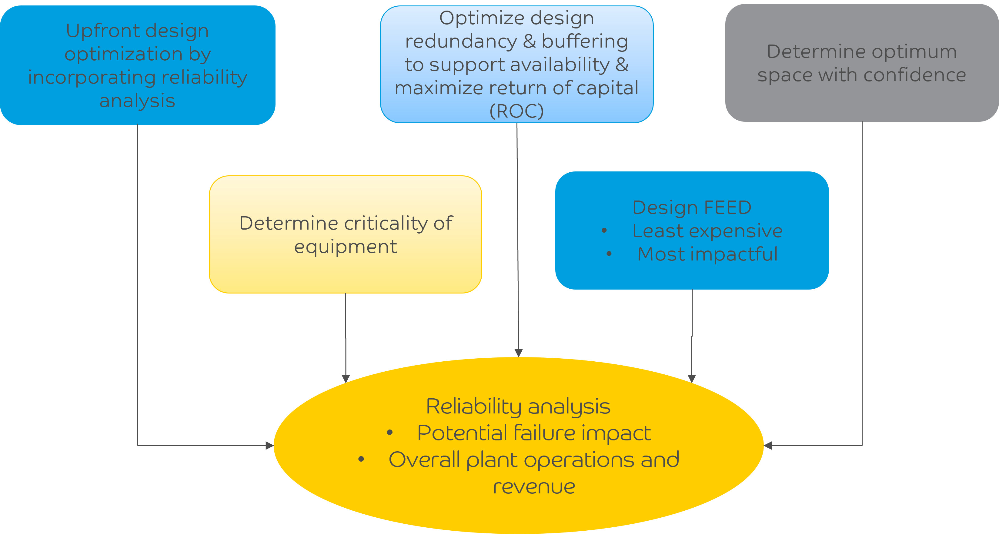 Upfront design
optimization by
incorporating reliability
analysis
Optimize design
redundancy & buffering
to support availability &
maximize return of capital
(ROC)
Determine optimum
space with confidence
Determine criticality of
equipment
Design FEED
• Least expensive
• Most impactful
Reliability analysis
• Potential failure impact
• Overall plant operations and
revenue